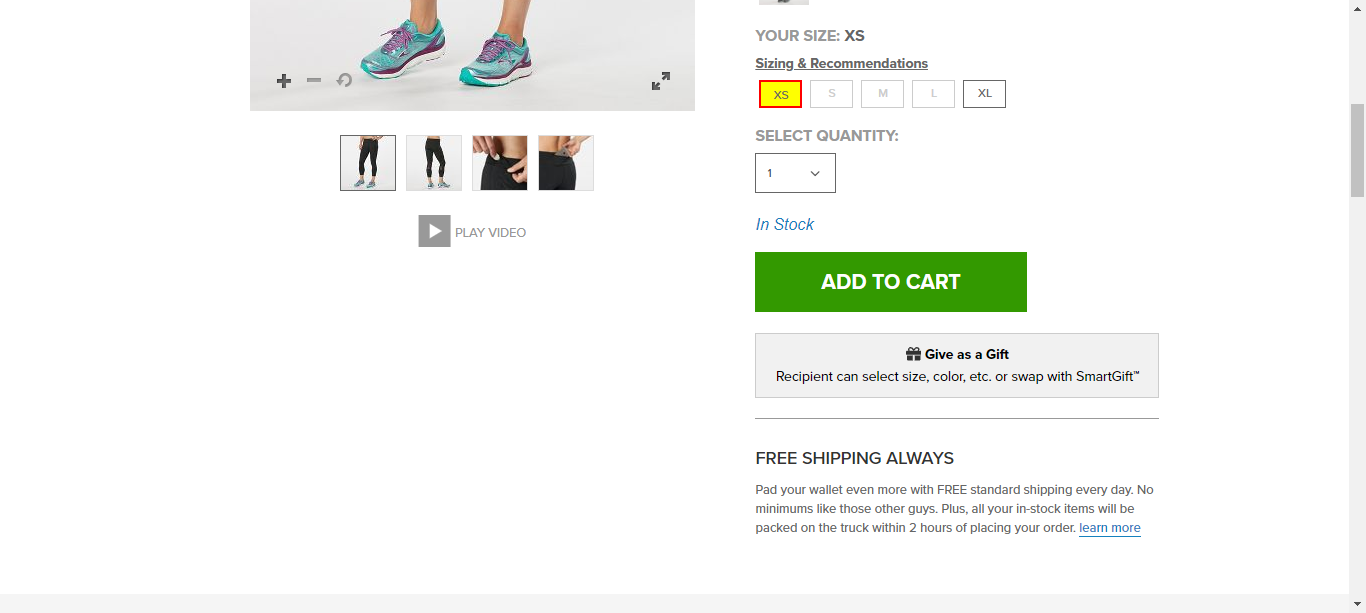 YOUR SIZE: XS
Sizing & Recommendations
XS S M L XL
SELECT QUANTITY:
1
In Stock
PLAY VIDEO
ADD TO CART
Give as a Gift
Recipient can select size, color, etc. or swap with SmartGift™
FREE SHIPPING ALWAYS
Pad your wallet even more with FREE standard shipping every day. No
minimums like those other guys. Plus, all your in-stock items will be
packed on the truck within 2 hours of placing your order. learn more